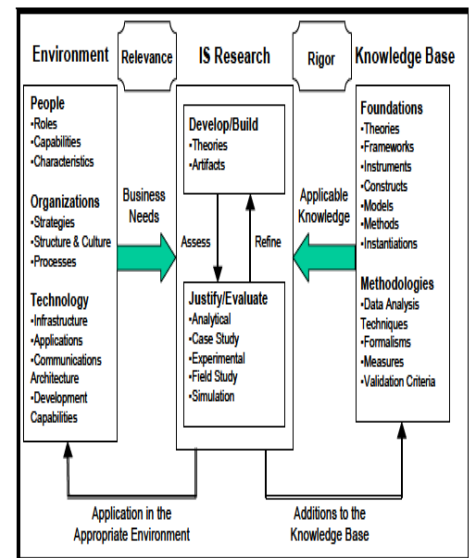 Environment
Relevance
IS Research
Rigor
Knowledge Base
People
•Roles
•Capabilities
•Characteristics
Organizations
•Strategies
•Structure & Culture
•Processes
Technology
•Infrastructure
•Applications
•Communications
Architecture
•Development
Capabilities
Business
Needs
Develop/Build
•Theories
•Artifacts
Assess
Refine
Justify/Evaluate
•Analytical
•Case Study
•Experimental
•Field Study
•Simulation
Applicable
Knowledge
Foundations
•Theories
•Frameworks
•Instruments
•Constructs
•Models
•Methods
•Instantiations
Methodologies
•Data Analysis
Techniques
•Formalisms
•Measures
•Validation Criteria
Application in the
Appropriate Environment
Additions to the
Knowledge Base